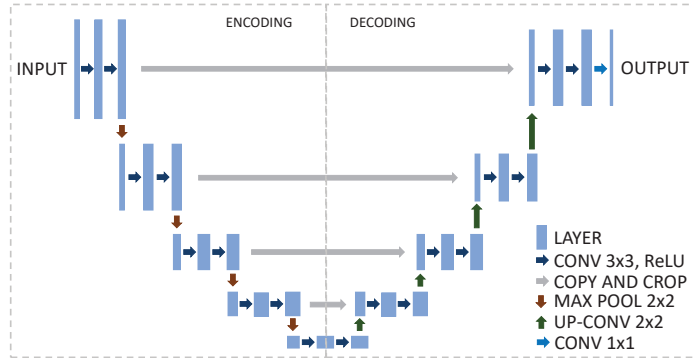 ENCODING
DECODING
INPUT
OUTPUT
LAYER
CONV 3x3, ReLU
COPY AND CROP
MAX POOL 2x2
UP-CONV 2x2
CONV 1x1